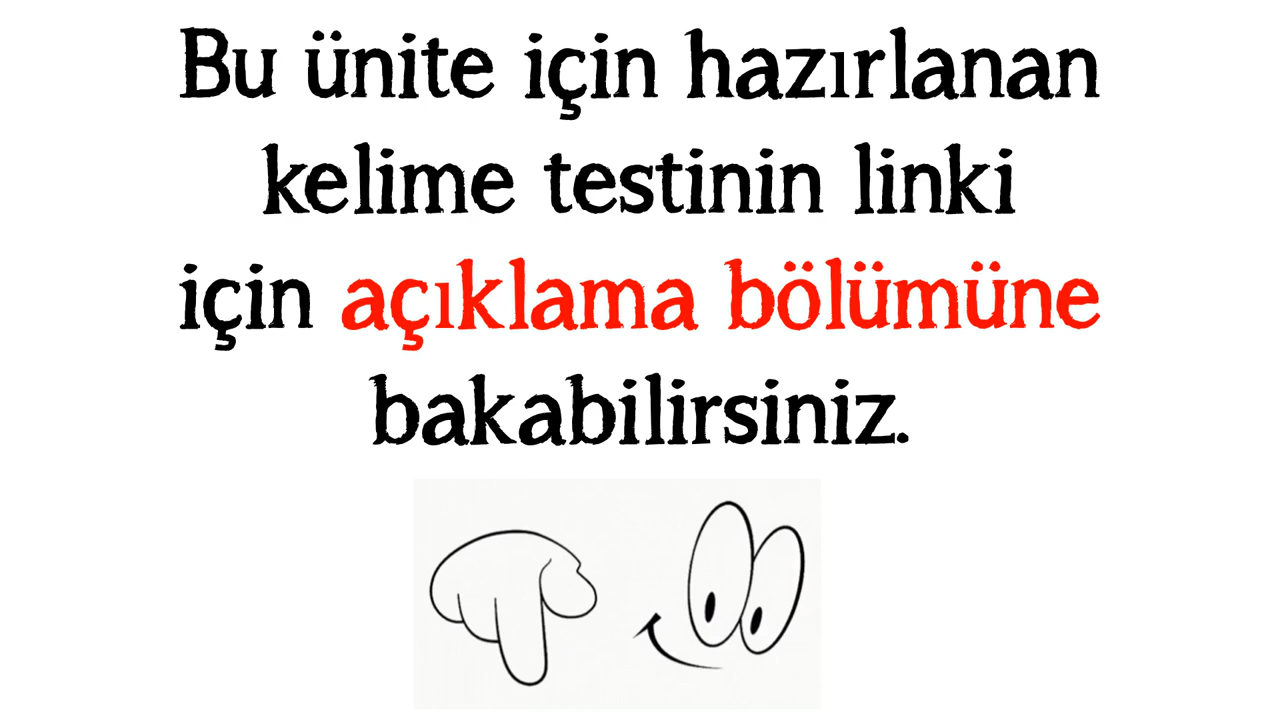 Bu ünite için hazırlanan
kelime testinin linki
için açıklama bölümüne
bakabilirsiniz.